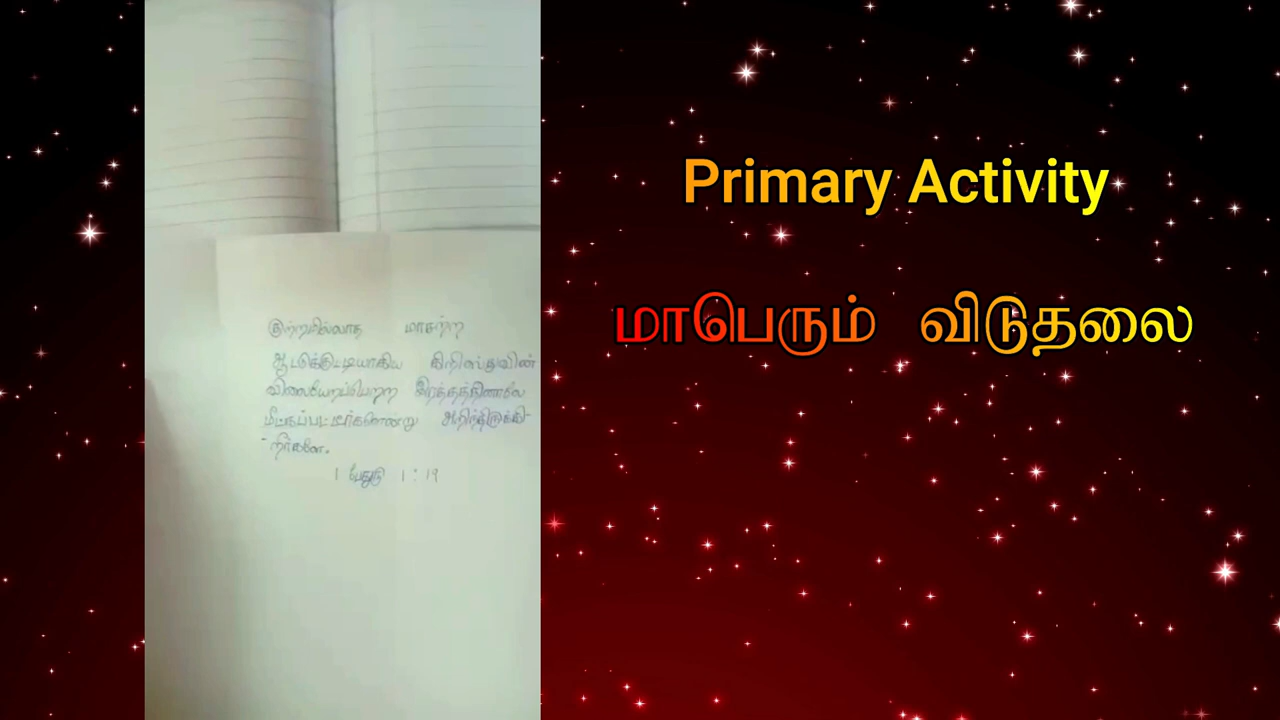 குற்றமில்லாத மாசற்ற
ஆட்டுக்குட்டியாகிய கிறிஸ்துவின்
விலையேறப்பெற்ற இரத்தத்தினாலே
மீட்கப்பட்டீர்களென்று அறிந்திருக்கி-
-றீர்களே.
1 பேதுரு 1:19
Primary Activity
மாபெரும் விடுதலை